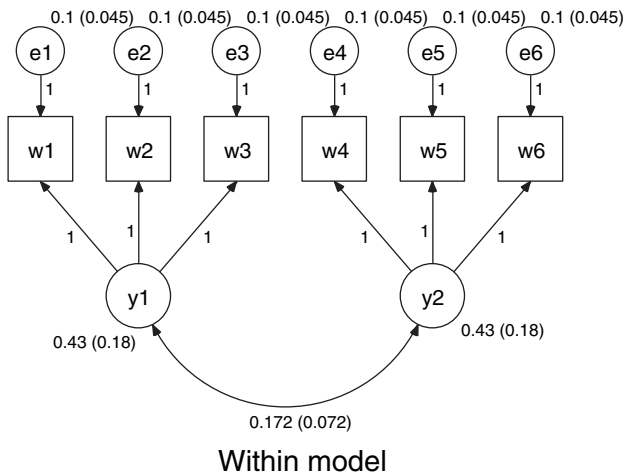 0.1 (0.045) 0.1 (0.045) 0.1 (0.045) 0.1 (0.045) 0.1 (0.045) 0.1 (0.045)
e1 e2 e3 e4 e5 e6
1 1 1 1 1 1
w1 w2 w3 w4 w5 w6
1 1 1 1 1 1
y1 y2
0.43 (0.18) 0.43 (0.18)
0.172 (0.072)
Within model